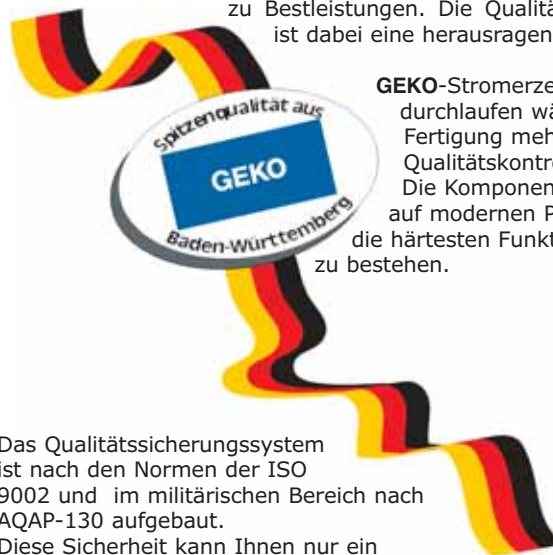 zu Bestleistungen. Die Qualitä
ist dabei eine herausragen
GEKO-Stromerze
durchlaufen wä
Fertigung meh
Qualitätskontr
Die Komponen
auf modernen P
die härtesten Funkt
zu bestehen.
Spitzenqualität aus
GEKO
Baden-Württemberg
Das Qualitätssicherungssystem
ist nach den Normen der ISO
9002 und im militärischen Bereich nach
AQAP-130 aufgebaut.
Diese Sicherheit kann Ihnen nur ein